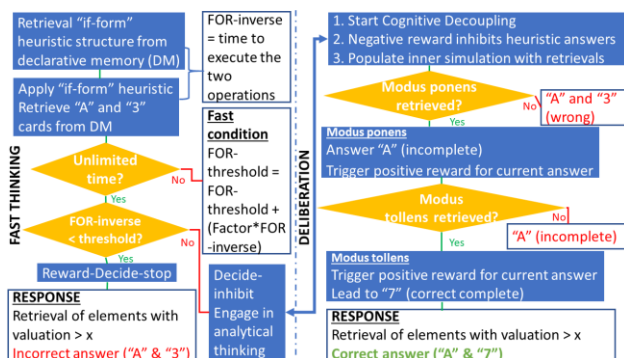 Retrieval "if-form"
heuristic structure from
declarative memory (DM)
Apply "if-form" heuristic
Retrieve "A" and "3"
cards from DM
FOR-inverse
= time to
execute the
two
operations
FAST THINKING
Unlimited
time?
No
Yes
Fast
condition
FOR-
threshold =
FOR-
threshold +
(Factor*FOR
-inverse)
FOR-inverse
< threshold?
No
Yes
Reward-Decide-stop
RESPONSE
Retrieval of elements with
valuation > x
Incorrect answer ("A" & "3")
Decide-
inhibit
Engage in
analytical
thinking
DELIBERATION
1. Start Cognitive Decoupling
2. Negative reward inhibits heuristic answers
3. Populate inner simulation with retrievals
Modus ponens
retrieved?
No
Yes
"A" and "3"
(wrong)
Modus ponens
Answer "A" (incomplete)
Trigger positive reward for current answer
Modus
tollens retrieved?
No
Yes
"A" (incomplete)
Modus tollens
Trigger positive reward for current answer
Lead to "7" (correct complete)
RESPONSE
Retrieval of elements with valuation > x
Correct answer ("A" & "7")